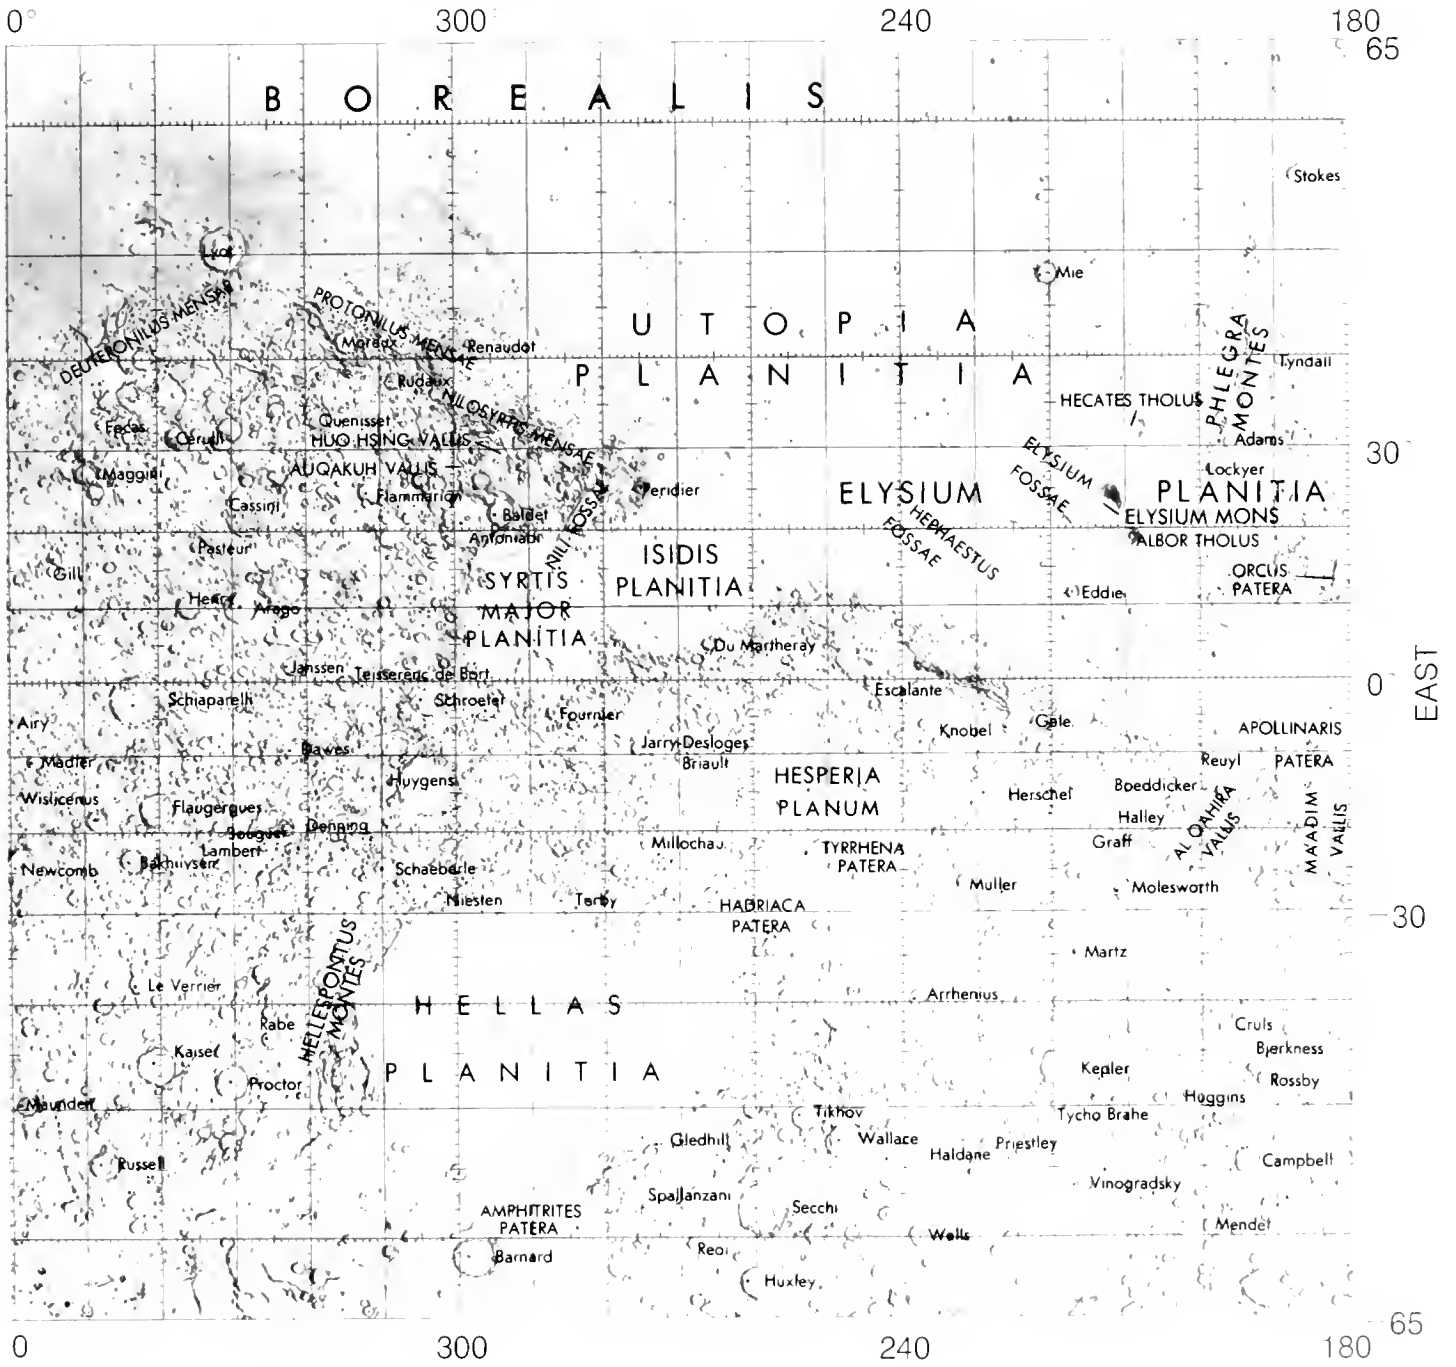 0° 300° 240 180
65
B O R E A L I S
Stokes
Lyot
Mie
DEUTERONILUS MENSAE
PROTONILUS MENSAE
U T O P I A
PHLEGRA
MONTES
Moreux
Renaudot
Tyndall
P L A N I T I A
Rudaux
HECATES THOLUS
NILOSYRTIS MENSAE
Quenisset
Focas
Cerulli
HUO HSING VALLIS
Adams
30
ELYSIUM
FOSSAE
Maggini
AUQAKUH VALLIS
Lockyer
Flammarion
Peridier
ELYSIUM PLANITIA
Cassini
Baldet
ELYSIUM MONS
HEPHAESTUS
FOSSAE
Antoniadi
NILI FOSSAE
ALBOR THOLUS
Pasteur
ISIDIS
PLANITIA
Gill
SYRTIS
MAJOR
PLANITIA
ORCUS
PATERA
Henry
Arago
Eddie
Du Martheray
Janssen
Teisserenc de Bort
0°
EAST
Escalante
Schiaparelli
Schroeter
Fournier
Airy
Knobel
Gale
APOLLINARIS
PATERA
Dawes
Jarry-Desloges
Briault
Madler
Reuyl
HESPERIA
PLANUM
Huygens
Boeddicker
Wislicenus
Herschel
Flaugergues
Halley
AL QAHIRA
VALLIS
MA'ADIM
VALLIS
Bouguer
Denning
Lambert
Millochau
TYRRHENA
PATERA
Graff
Bakhuysen
Newcomb
Schaeberle
Muller
Molesworth
Niesten
Terby
HADRIACA
PATERA
-30
HELLESPONTUS
MONTES
Martz
Le Verrier
Arrhenius
H E L L A S
Rabe
Cruls
Bjerkness
Kaiser
P L A N I T I A
Kepler
Proctor
Rossby
Huggins
Maunder
Tikhov
Tycho Brahe
Gledhill
Wallace
Priestley
Haldane
Russell
Campbell
Vinogradsky
Spallanzani
Secchi
AMPHITRITES
PATERA
Mendel
Wells
Barnard
Huxley
-65
0 300 240 180